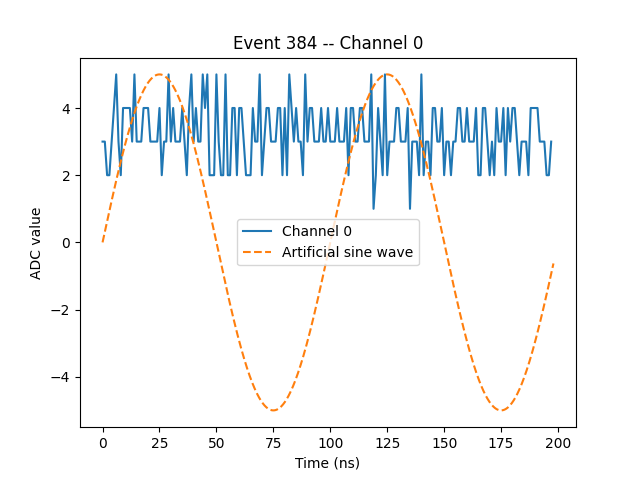 Event 384 -- Channel 0
ADC value
4
2
0
−2
−4
Channel 0
Artificial sine wave
0 25 50 75 100 125 150 175 200
Time (ns)